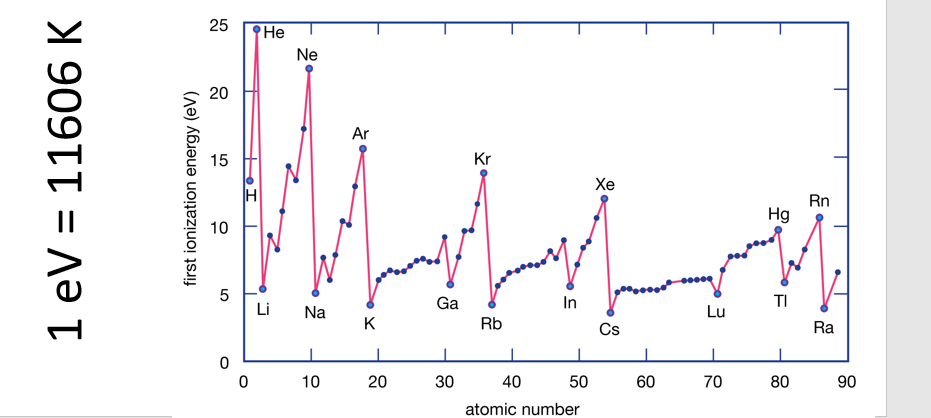 1 eV = 11606 K
first ionization energy (eV)
25
20
15
10
5
0
He
Ne
Ar
Kr
Xe
Hg
Rn
H
Li
Na
K
Ga
Rb
In
Cs
Lu
Tl
Ra
0 10 20 30 40 50 60 70 80 90
atomic number